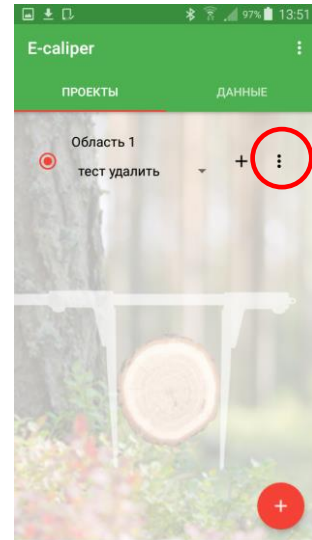 97% 13:51
E-caliper
ПРОЕКТЫ ДАННЫЕ
Область 1
тест удалить